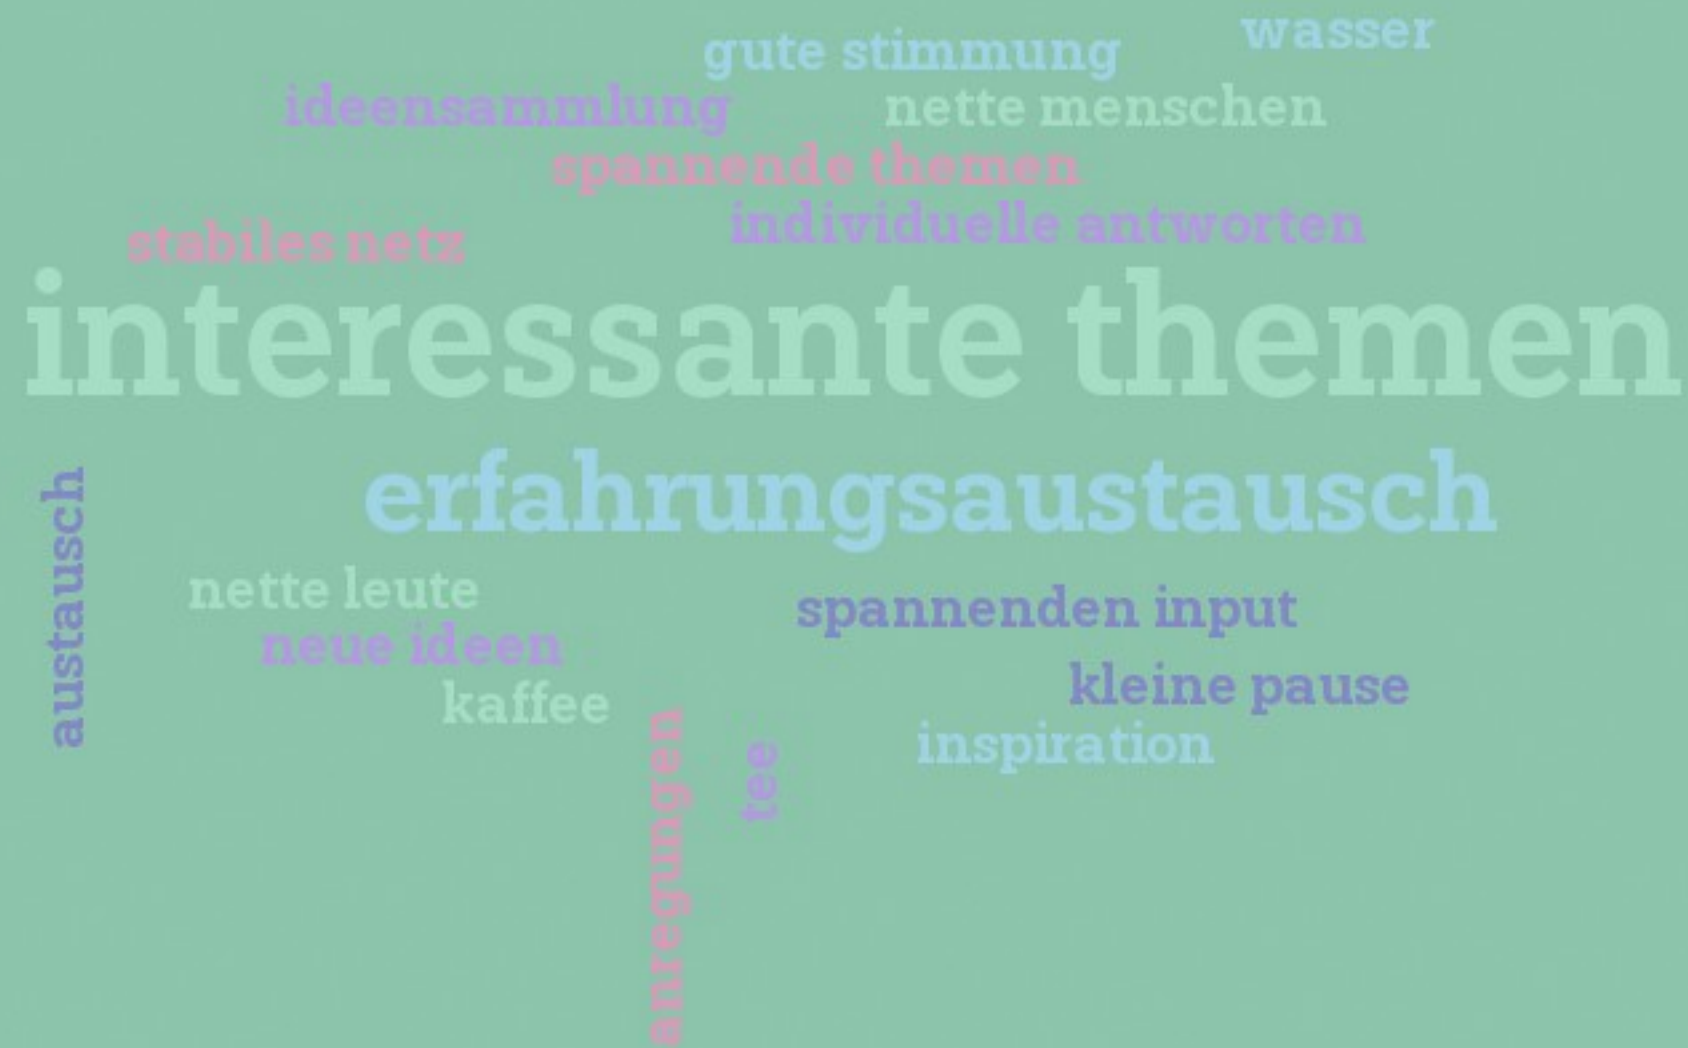 wasser
gute stimmung
ideensammlung
nette menschen
spannende themen
individuelle antworten
stabiles netz
interessante themen
erfahrungsaustausch
austausch
nette leute
spannenden input
neue ideen
kleine pause
kaffee
inspiration
anregungen
tee